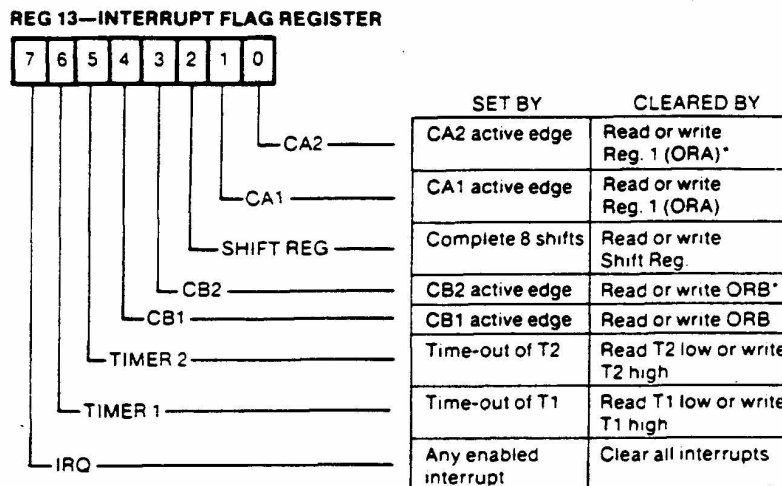 REG 13—INTERRUPT FLAG REGISTER
7 6 5 4 3 2 1 0
SET BY CLEARED BY
CA2 CA2 active edge Read or write
Reg. 1 (ORA)*
CA1 CA1 active edge Read or write
Reg. 1 (ORA)
SHIFT REG Complete 8 shifts Read or write
Shift Reg.
CB2 CB2 active edge Read or write ORB*
CB1 CB1 active edge Read or write ORB
TIMER 2 Time-out of T2 Read T2 low or write
T2 high
TIMER 1 Time-out of T1 Read T1 low or write
T1 high
IRQ Any enabled Clear all interrupts
interrupt